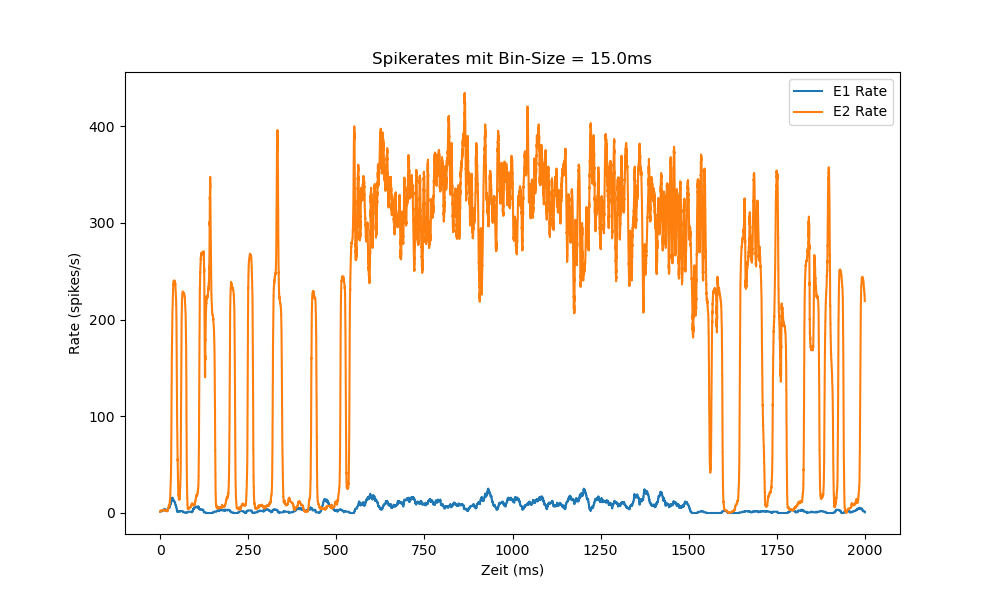 Spikerates mit Bin-Size = 15.0ms
E1 Rate
E2 Rate
Rate (spikes/s)
400
300
200
100
0
0 250 500 750 1000 1250 1500 1750 2000
Zeit (ms)